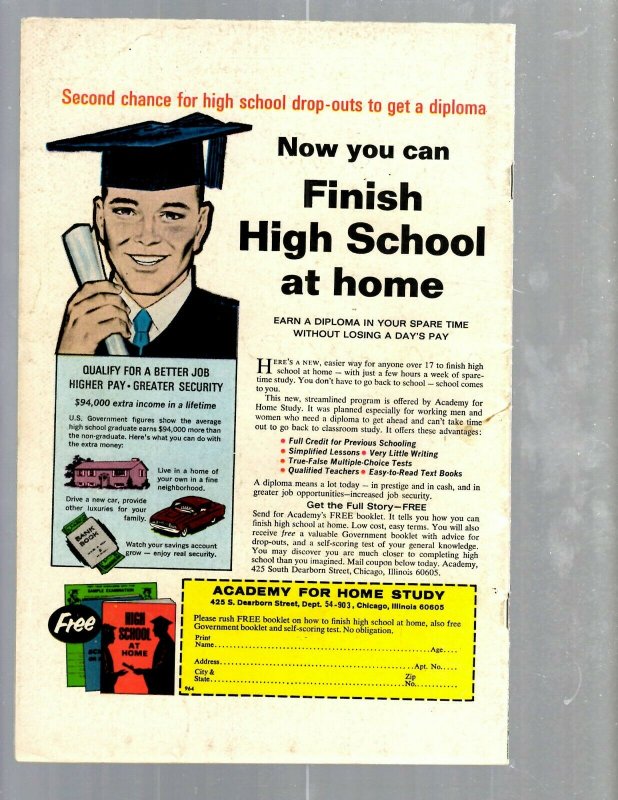 Second chance for high school drop-outs to get a diploma
Now you can
Finish
High School
at home
EARN A DIPLOMA IN YOUR SPARE TIME
WITHOUT LOSING A DAY'S PAY
HERE'S A NEW, easier way for anyone over 17 to finish high
school at home — with just a few hours a week of spare-
time study. You don't have to go back to school — school comes
to you.
This new, streamlined program is offered by Academy for
Home Study. It was planned especially for working men and
women who need a diploma to get ahead and can't take time
out to go back to classroom study. It offers these advantages:
• Full Credit for Previous Schooling
• Simplified Lessons • Very Little Writing
• True-False Multiple-Choice Tests
• Qualified Teachers • Easy-to-Read Text Books
A diploma means a lot today — in prestige and in cash, and in
greater job opportunities—increased job security.
Get the Full Story—FREE
Send for Academy's FREE booklet. It tells you how you can
finish high school at home. Low cost, easy terms. You will also
receive free a valuable Government booklet with advice for
drop-outs, and a self-scoring test of your general knowledge.
You may discover you are much closer to completing high
school than you imagined. Mail coupon below today. Academy,
425 South Dearborn Street, Chicago, Illinois 60605.
QUALIFY FOR A BETTER JOB
HIGHER PAY • GREATER SECURITY
$94,000 extra income in a lifetime
U.S. Government figures show the average
high school graduate earns $94,000 more than
the non-graduate. Here's what you can do with
the extra money:
Live in a home of
your own in a fine
neighborhood.
Drive a new car, provide
other luxuries for your
family.
BANK
BOOK
Watch your savings account
grow — enjoy real security.
Free
SAMPLE EXAMINATION
HIGH
SCHOOL
AT
HOME
ACADEMY FOR HOME STUDY
425 S. Dearborn Street, Dept. 54-903, Chicago, Illinois 60605
Please rush FREE booklet on how to finish high school at home, also free
Government booklet and self-scoring test. No obligation.
Print
Name Age
Address Apt. No.
City & Zip
State No.
964